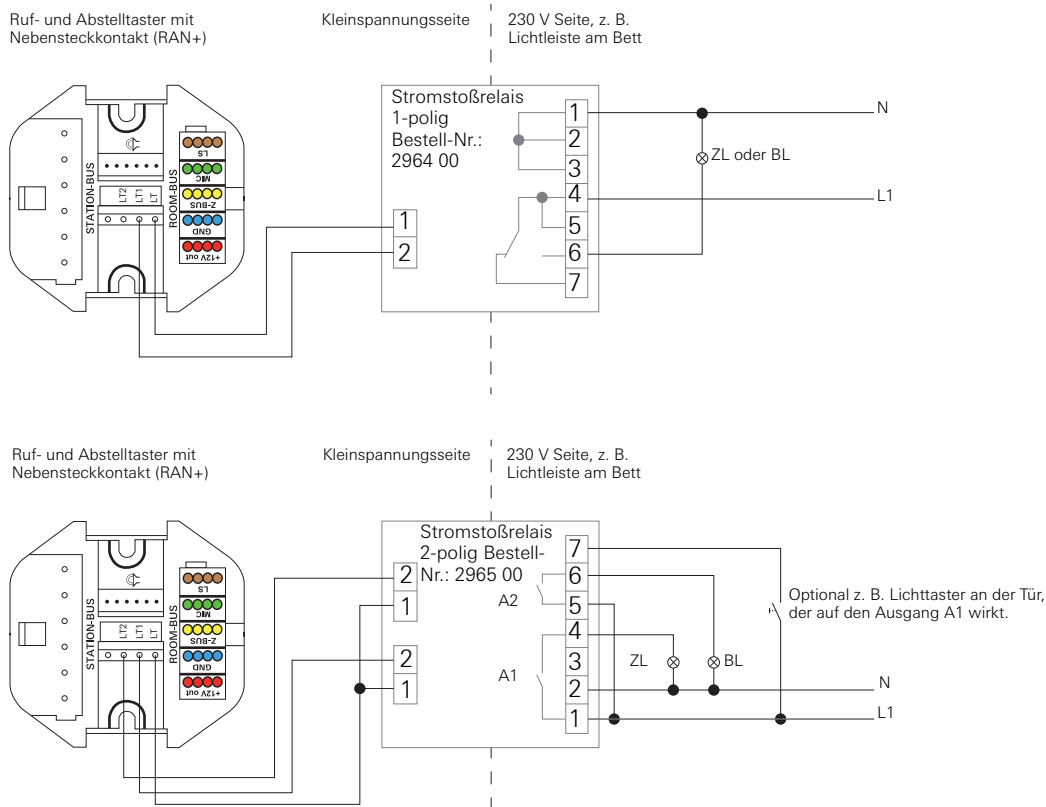 Ruf- und Abstelltaster mit
Nebensteckkontakt (RAN+)
Kleinspannungsseite
230 V Seite, z. B.
Lichtleiste am Bett
STATION-BUS
LT2
LT1
LT
ROOM-BUS
LS
MIC
Z-BUS
GND
+12V out
1
2
Stromstoßrelais
1-polig
Bestell-Nr.:
2964 00
1
2
3
4
5
6
7
N
ZL oder BL
L1
Ruf- und Abstelltaster mit
Nebensteckkontakt (RAN+)
Kleinspannungsseite
230 V Seite, z. B.
Lichtleiste am Bett
STATION-BUS
LT2
LT1
LT
ROOM-BUS
LS
MIC
Z-BUS
GND
+12V out
2
1
2
1
Stromstoßrelais
2-polig Bestell-
Nr.: 2965 00
A2
A1
7
6
5
4
3
2
1
ZL
BL
Optional z. B. Lichttaster an der Tür,
der auf den Ausgang A1 wirkt.
N
L1